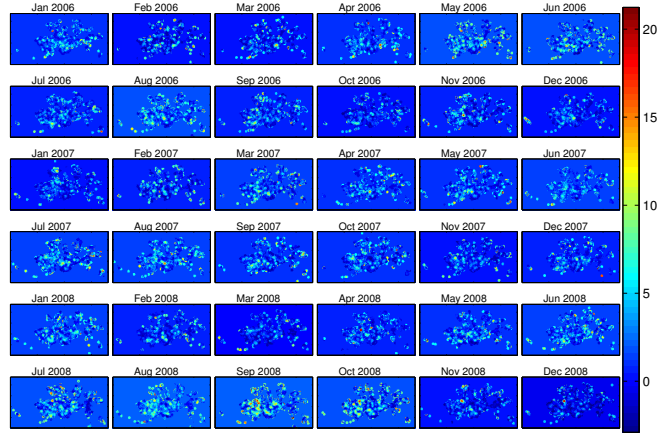 Jan 2006 Feb 2006 Mar 2006 Apr 2006 May 2006 Jun 2006
Jul 2006 Aug 2006 Sep 2006 Oct 2006 Nov 2006 Dec 2006
Jan 2007 Feb 2007 Mar 2007 Apr 2007 May 2007 Jun 2007
Jul 2007 Aug 2007 Sep 2007 Oct 2007 Nov 2007 Dec 2007
Jan 2008 Feb 2008 Mar 2008 Apr 2008 May 2008 Jun 2008
Jul 2008 Aug 2008 Sep 2008 Oct 2008 Nov 2008 Dec 2008
20
15
10
5
0